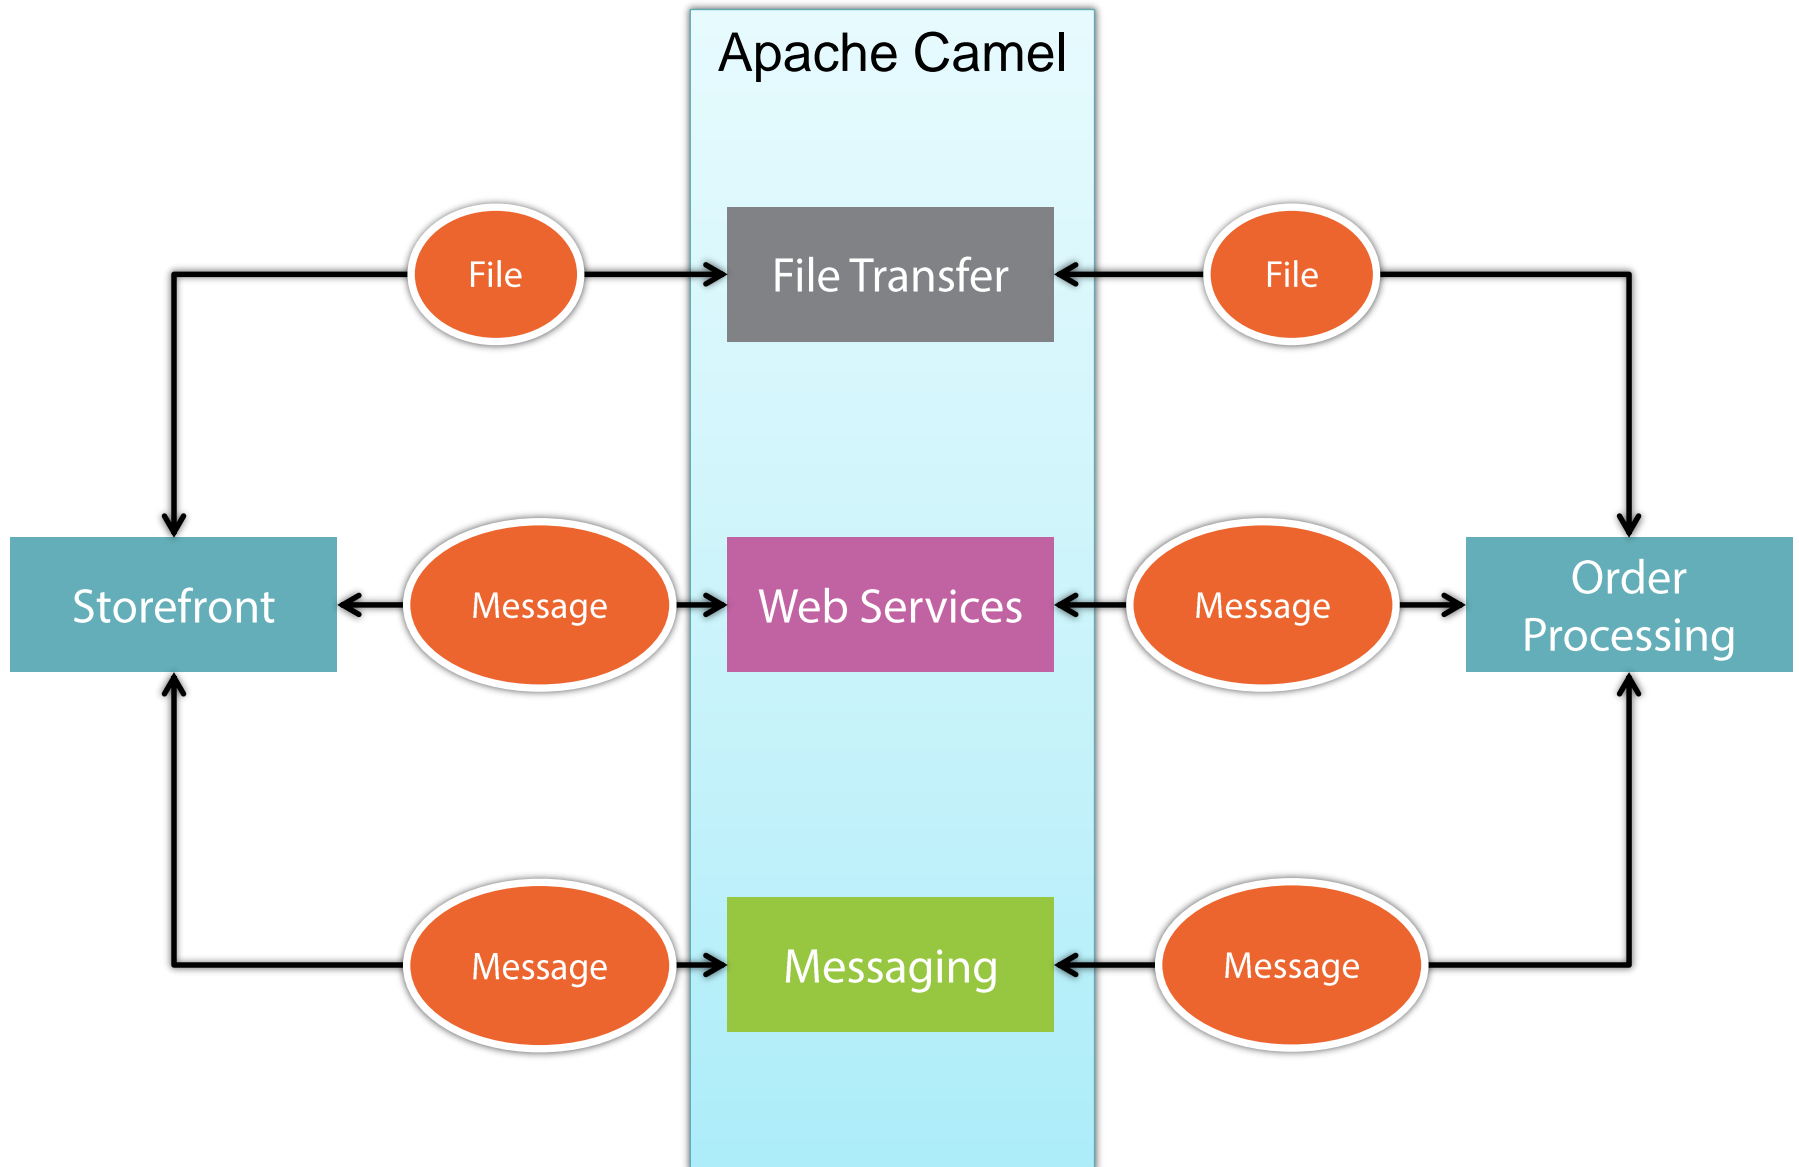 Apache Camel
File
File Transfer
File
Storefront
Message
Web Services
Message
Order
Processing
Message
Messaging
Message